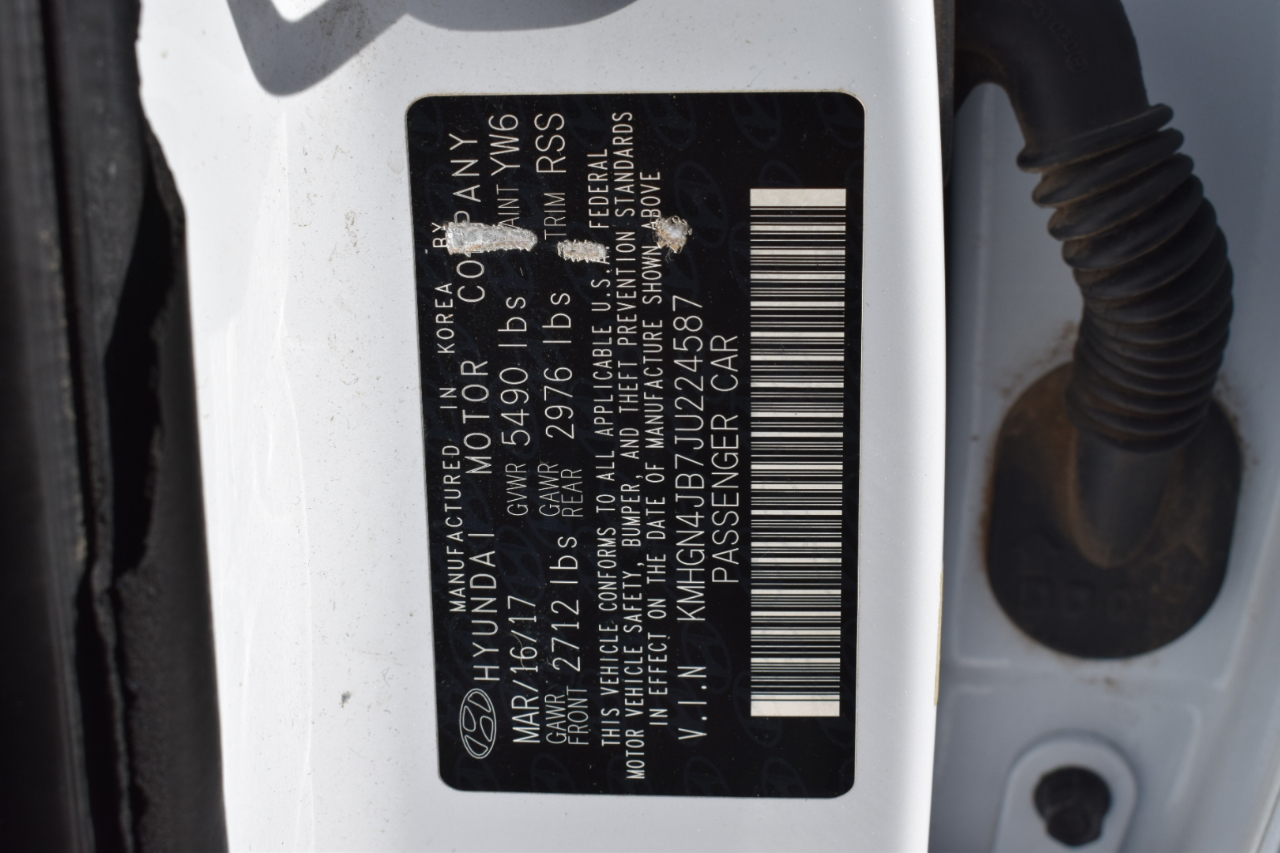 MANUFACTURED IN KOREA BY
HYUNDAI MOTOR COMPANY
MAR/16/17 GVWR 5490 lbs PAINT YW6
GAWR FRONT 2712 lbs GAWR REAR 2976 lbs TRIM RSS
THIS VEHICLE CONFORMS TO ALL APPLICABLE U.S.A FEDERAL
MOTOR VEHICLE SAFETY, BUMPER, AND THEFT PREVENTION STANDARDS
IN EFFECT ON THE DATE OF MANUFACTURE SHOWN ABOVE
V.I.N KMHGN4JB7JU224587
PASSENGER CAR